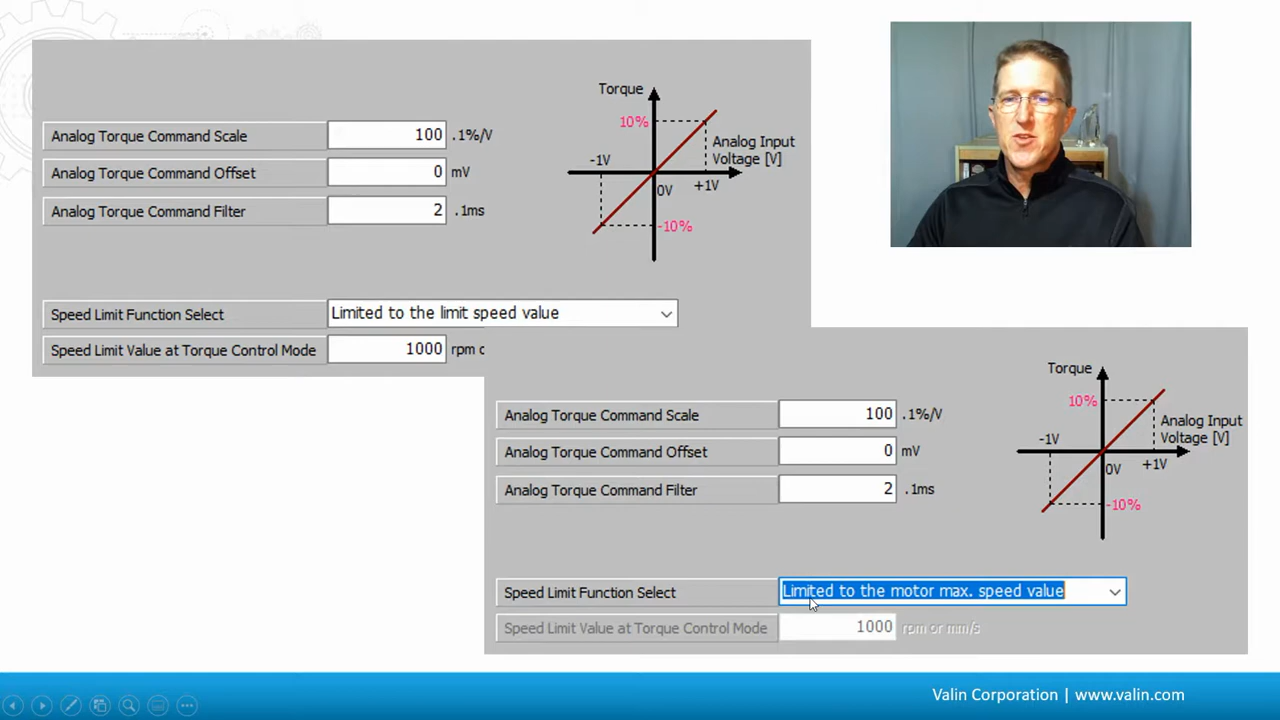 Torque
10%
Analog Input
Voltage [V]
-1V
0V
+1V
-10%
Analog Torque Command Scale 100 .1%/V
Analog Torque Command Offset 0 mV
Analog Torque Command Filter 2 .1ms
Speed Limit Function Select Limited to the limit speed value
Speed Limit Value at Torque Control Mode 1000 rpm o
Torque
10%
Analog Input
Voltage [V]
-1V
0V
+1V
-10%
Analog Torque Command Scale 100 .1%/V
Analog Torque Command Offset 0 mV
Analog Torque Command Filter 2 .1ms
Speed Limit Function Select Limited to the motor max. speed value
Speed Limit Value at Torque Control Mode 1000 rpm or mm/s
Valin Corporation | www.valin.com